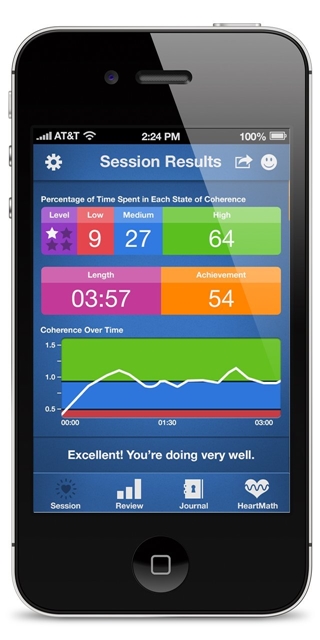 AT&T 2:24 PM 100%
Session Results
Percentage of Time Spent in Each State of Coherence
Level Low Medium High
9 27 64
Length Achievement
03:57 54
Coherence Over Time
1.5
1.0
0.5
00:00 01:30 03:00
Excellent! You're doing very well.
Session Review Journal HeartMath